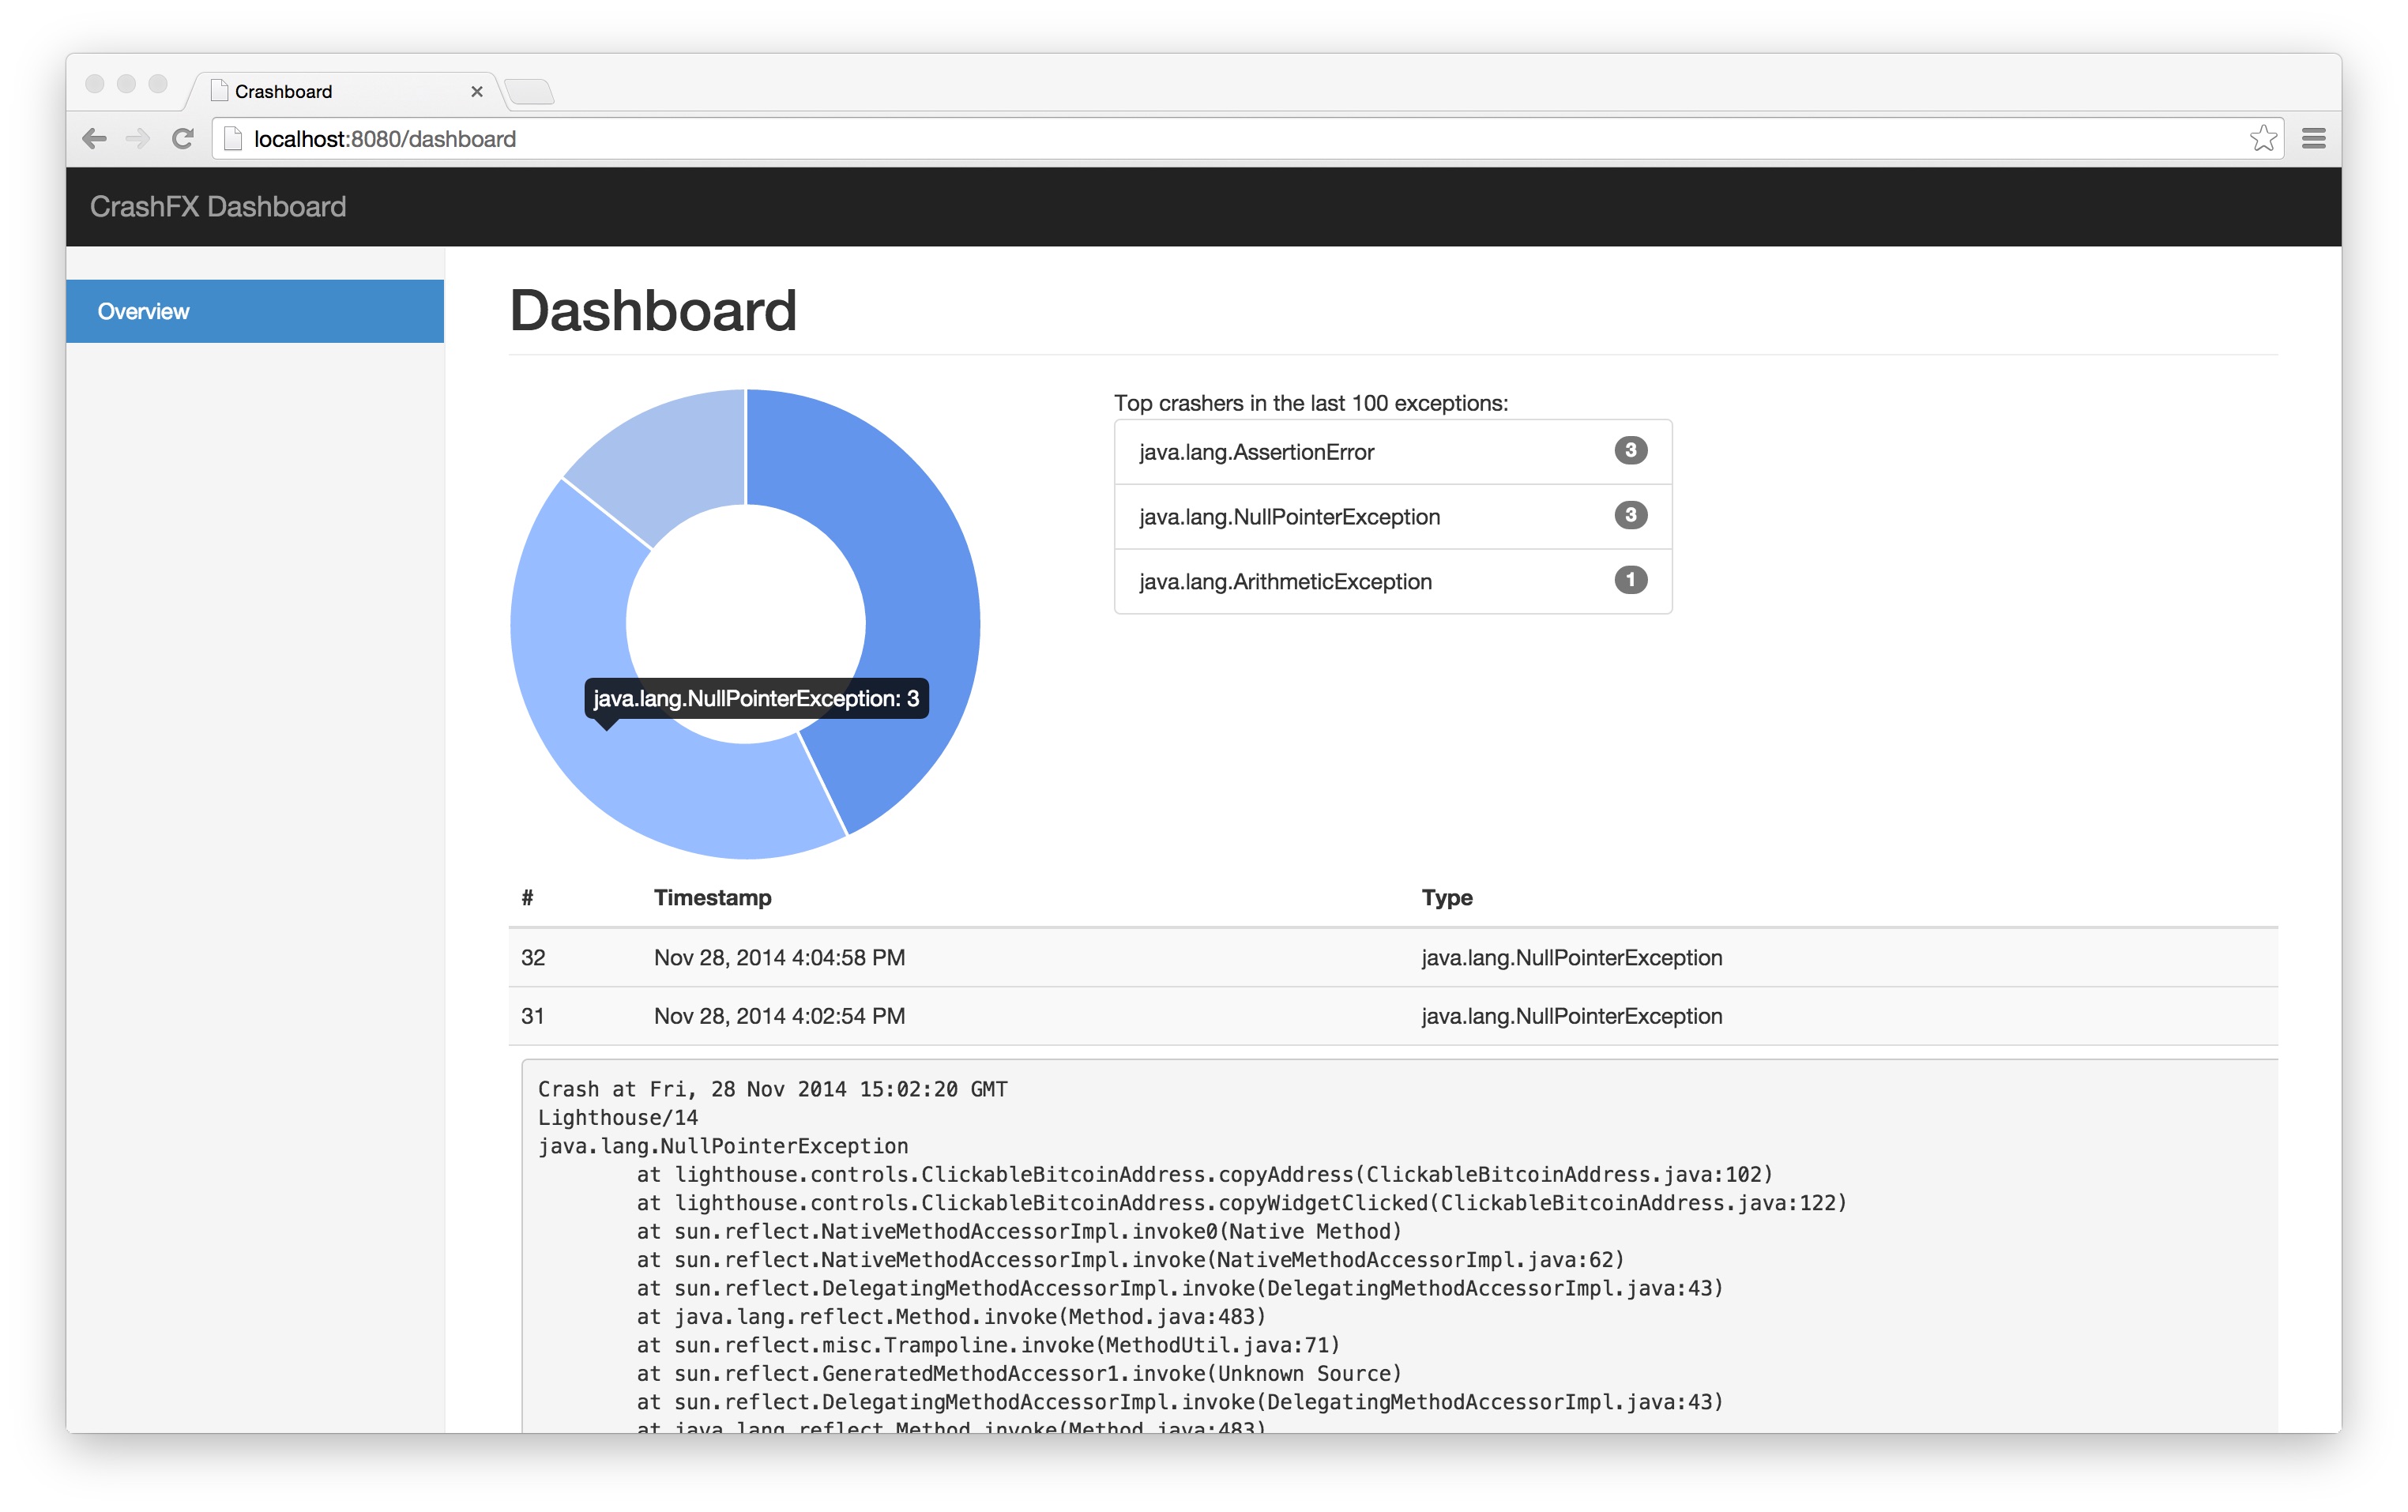 Crashboard
localhost:8080/dashboard
CrashFX Dashboard
Overview
Dashboard
Top crashers in the last 100 exceptions:
java.lang.AssertionError 3
java.lang.NullPointerException 3
java.lang.ArithmeticException 1
java.lang.NullPointerException: 3
# Timestamp Type
32 Nov 28, 2014 4:04:58 PM java.lang.NullPointerException
31 Nov 28, 2014 4:02:54 PM java.lang.NullPointerException
Crash at Fri, 28 Nov 2014 15:02:20 GMT
Lighthouse/14
java.lang.NullPointerException
at lighthouse.controls.ClickableBitcoinAddress.copyAddress(ClickableBitcoinAddress.java:102)
at lighthouse.controls.ClickableBitcoinAddress.copyWidgetClicked(ClickableBitcoinAddress.java:122)
at sun.reflect.NativeMethodAccessorImpl.invoke0(Native Method)
at sun.reflect.NativeMethodAccessorImpl.invoke(NativeMethodAccessorImpl.java:62)
at sun.reflect.DelegatingMethodAccessorImpl.invoke(DelegatingMethodAccessorImpl.java:43)
at java.lang.reflect.Method.invoke(Method.java:483)
at sun.reflect.misc.Trampoline.invoke(MethodUtil.java:71)
at sun.reflect.GeneratedMethodAccessor1.invoke(Unknown Source)
at sun.reflect.DelegatingMethodAccessorImpl.invoke(DelegatingMethodAccessorImpl.java:43)
at java.lang.reflect.Method.invoke(Method.java:483)